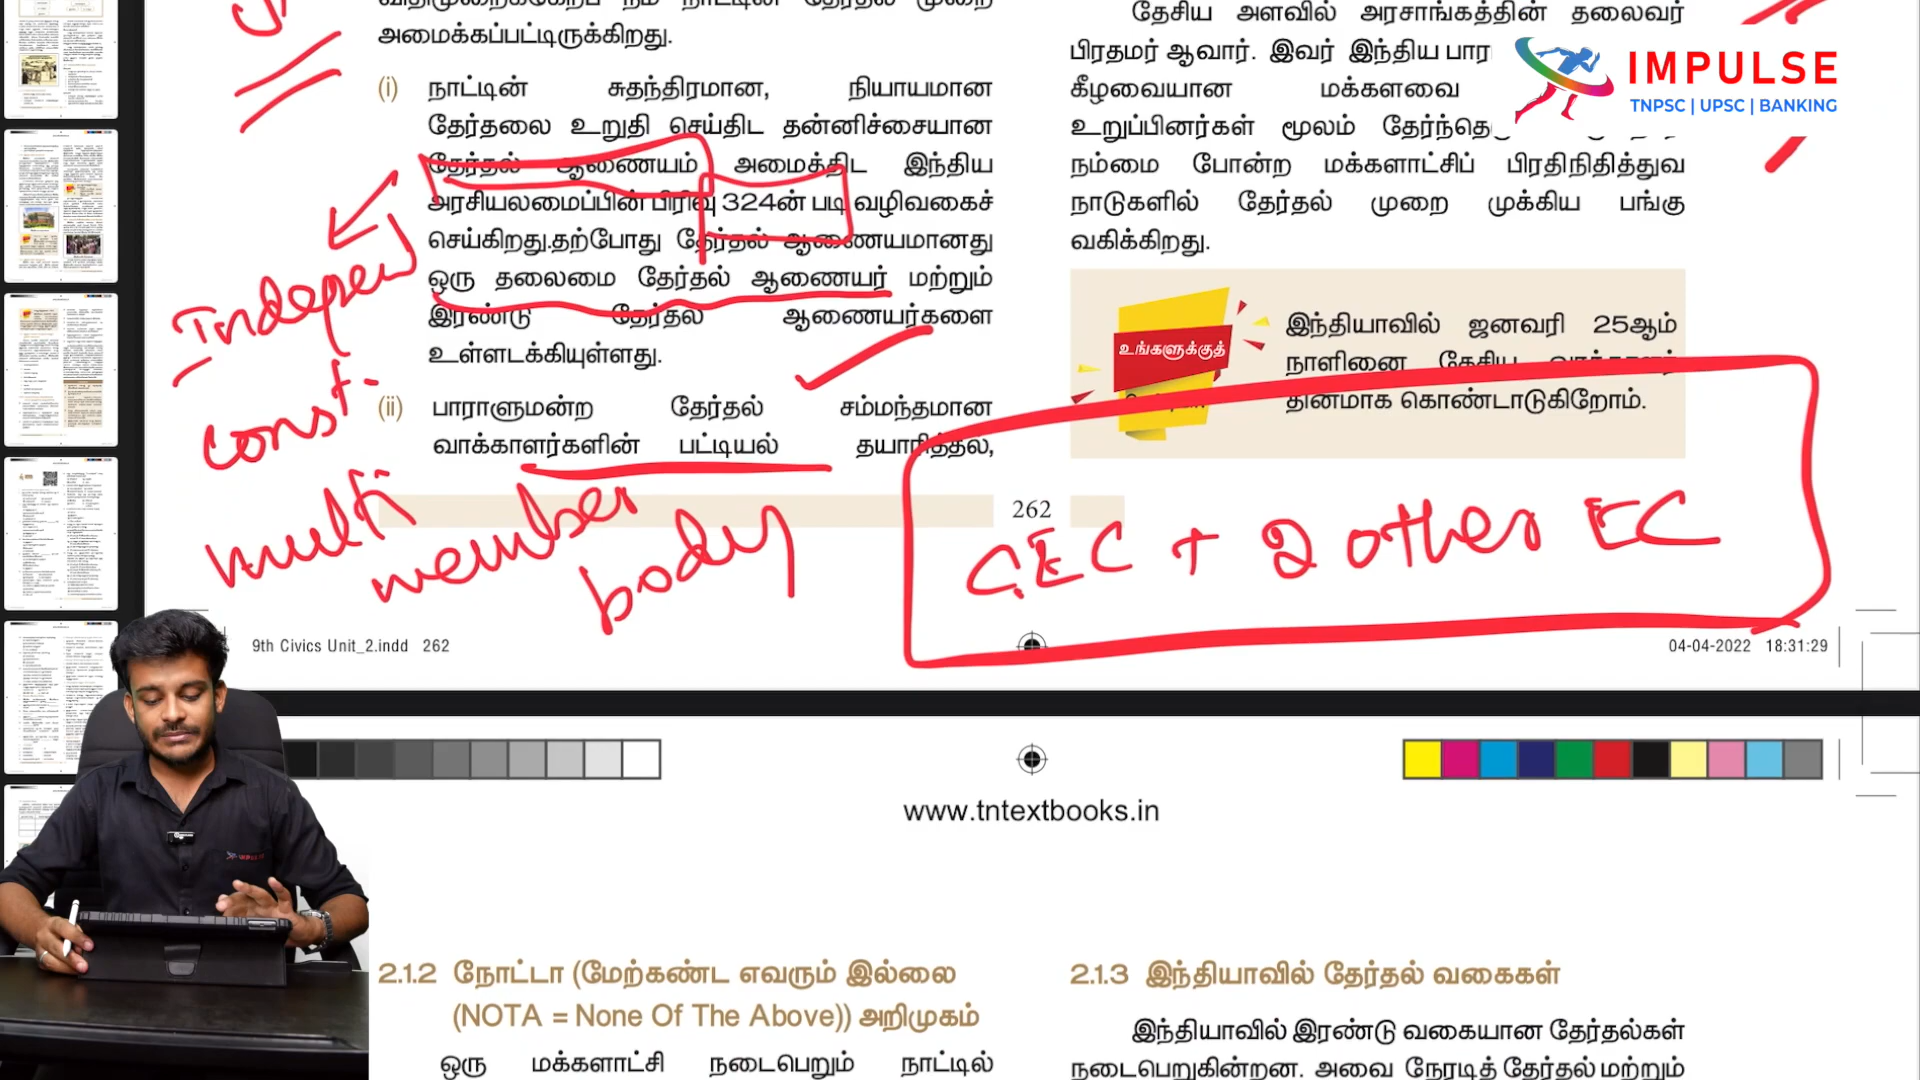 அமைக்கப்பட்டிருக்கிறது.
(i) நாட்டின் சுதந்திரமான, நியாயமான
தேர்தலை உறுதி செய்திட தன்னிச்சையான
தேர்தல் ஆணையம் அமைத்திட இந்திய
அரசியலமைப்பின் பிரிவு 324ன் படி வழிவகைச்
செய்கிறது.தற்போது தேர்தல் ஆணையமானது
ஒரு தலைமை தேர்தல் ஆணையர் மற்றும்
இரண்டு தேர்தல் ஆணையர்களை
உள்ளடக்கியுள்ளது.
(ii) பாராளுமன்ற தேர்தல் சம்மந்தமான
வாக்காளர்களின் பட்டியல் தயாரித்தல்,
Indepen
const.
multi member body
தேசிய அளவில் அரசாங்கத்தின் தலைவர்
பிரதமர் ஆவார். இவர் இந்திய
கீழவையான மக்களவை
உறுப்பினர்கள் மூலம்
நம்மை போன்ற மக்களாட்சிப் பிரதிநிதித்துவ
நாடுகளில் தேர்தல் முறை முக்கிய பங்கு
வகிக்கிறது.
IMPULSE
TNPSC | UPSC | BANKING
உங்களுக்குத்
இந்தியாவில் ஜனவரி 25ஆம்
நாளினை தேசிய
தினமாக கொண்டாடுகிறோம்.
262
CEC + 2 other EC
9th Civics Unit_2.indd 262
04-04-2022 18:31:29
www.tntextbooks.in
2.1.2 நோட்டா (மேற்கண்ட எவரும் இல்லை
(NOTA = None Of The Above)) அறிமுகம்
ஒரு மக்களாட்சி நடைபெறும் நாட்டில்
2.1.3 இந்தியாவில் தேர்தல் வகைகள்
இந்தியாவில் இரண்டு வகையான தேர்தல்கள்
நடைபெறுகின்றன. அவை நேரடித் தேர்தல் மற்றும்